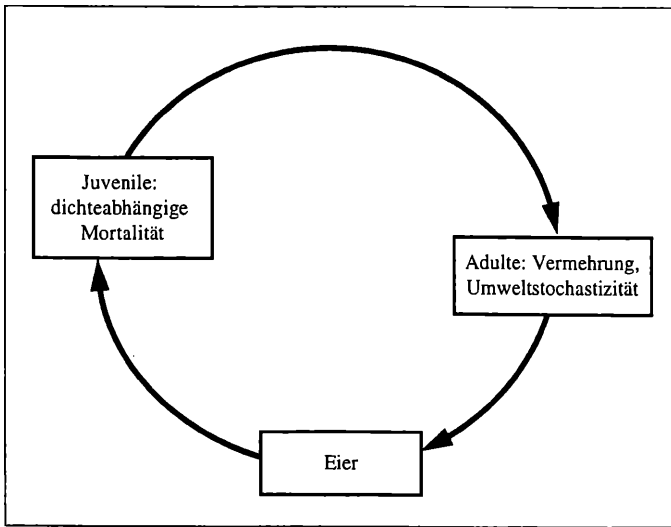 Juvenile:
dichteabhängige
Mortalität
Adulte: Vermehrung,
Umweltstochastizität
Eier